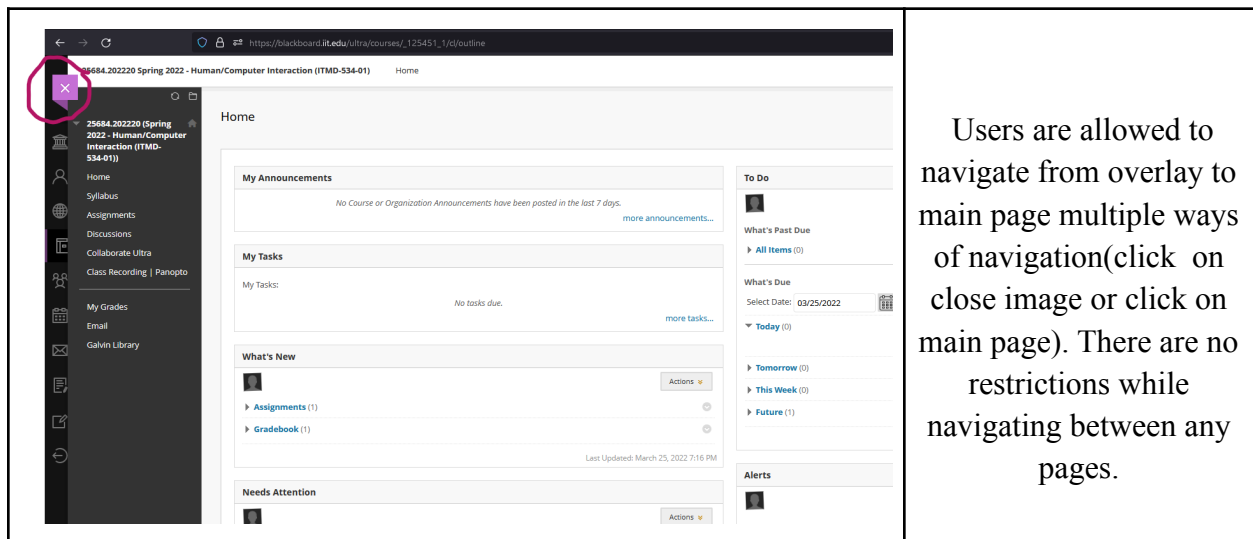 https://blackboard.iit.edu/ultra/courses/_125451_1/cl/outline
25684.202220 Spring 2022 - Human/Computer Interaction (ITMD-534-01) Home
25684.202220 (Spring
2022 - Human/Computer
Interaction (ITMD-
534-01))
Home
Syllabus
Assignments
Discussions
Collaborate Ultra
Class Recording | Panopto
My Grades
Email
Galvin Library
Home
My Announcements
No Course or Organization Announcements have been posted in the last 7 days.
more announcements...
My Tasks
My Tasks:
No tasks due.
more tasks...
What's New
Actions
Assignments (1)
Gradebook (1)
Last Updated: March 25, 2022 7:16 PM
Needs Attention
Actions
To Do
What's Past Due
All Items (0)
What's Due
Select Date: 03/25/2022
Today (0)
Tomorrow (0)
This Week (0)
Future (1)
Alerts
Users are allowed to
navigate from overlay to
main page multiple ways
of navigation(click on
close image or click on
main page). There are no
restrictions while
navigating between any
pages.